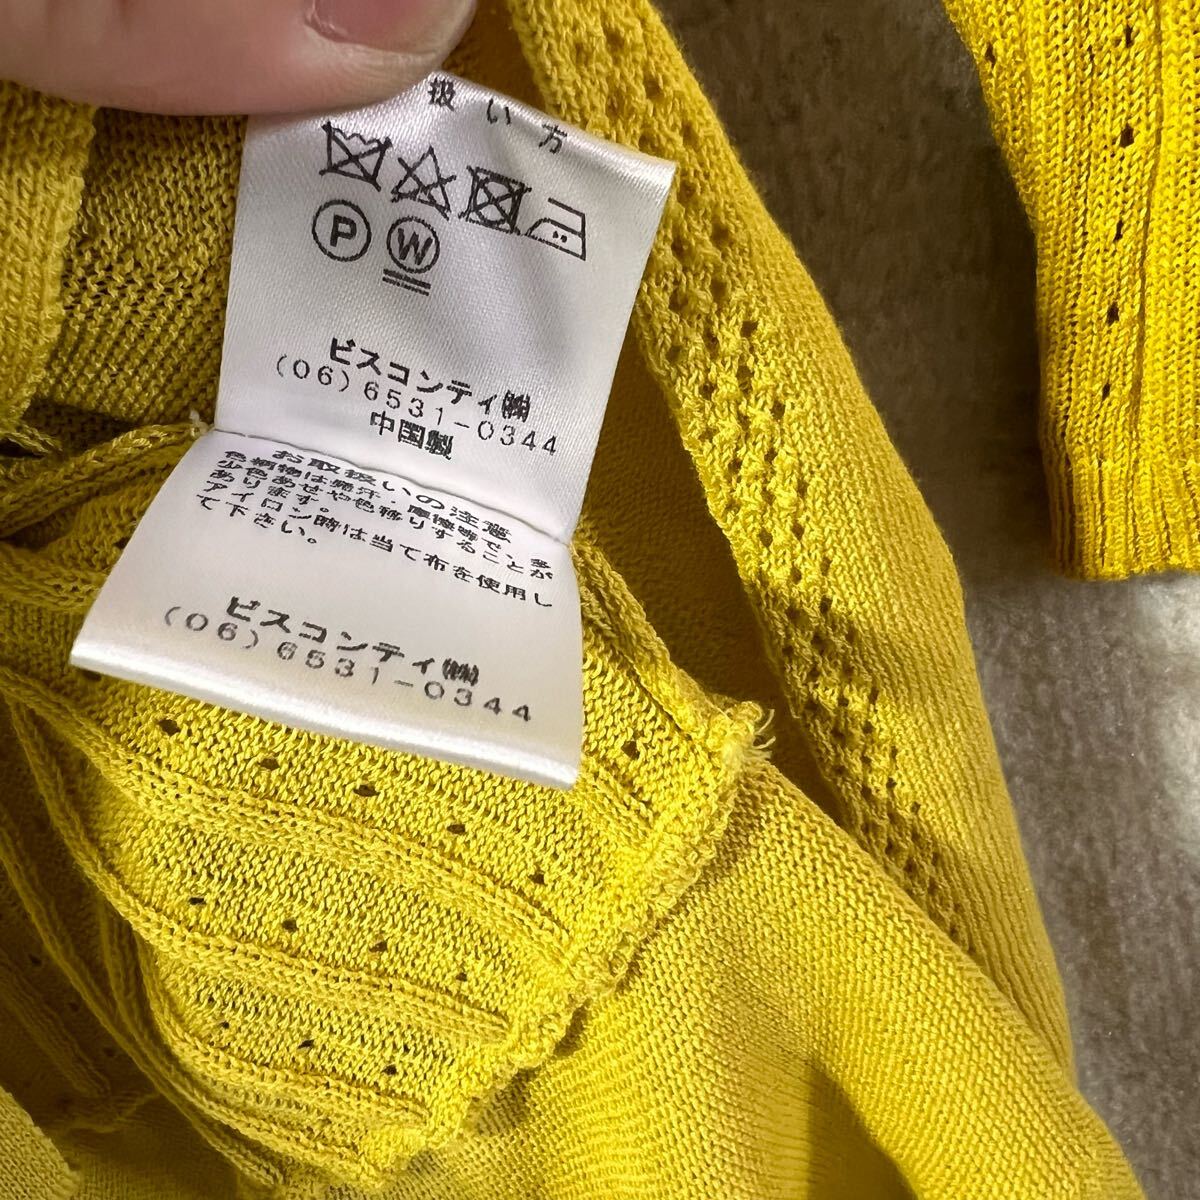 扱い方
P
W
ビスコンティ㈱
(06)6531-0344
中国製
お取扱いの注意
色柄物は発汗・摩擦等で、多
少色あせや色移りすることが
あります。
アイロン時は当て布を使用し
て下さい。
ビスコンティ㈱
(06)6531-0344